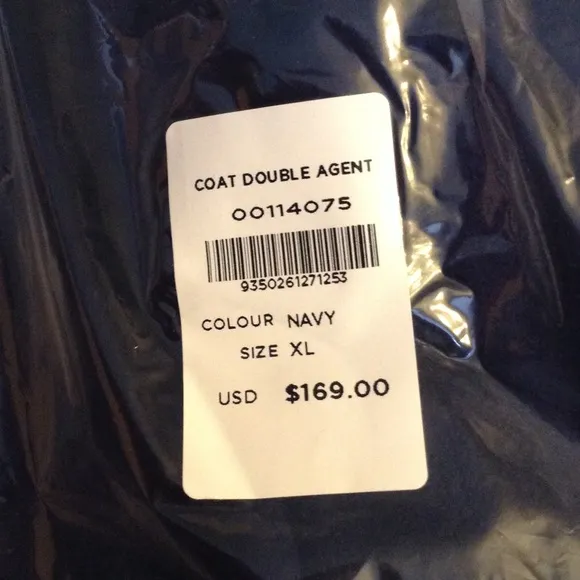 COAT DOUBLE AGENT
00114075
9350261271253
COLOUR NAVY
SIZE XL
USD $169.00